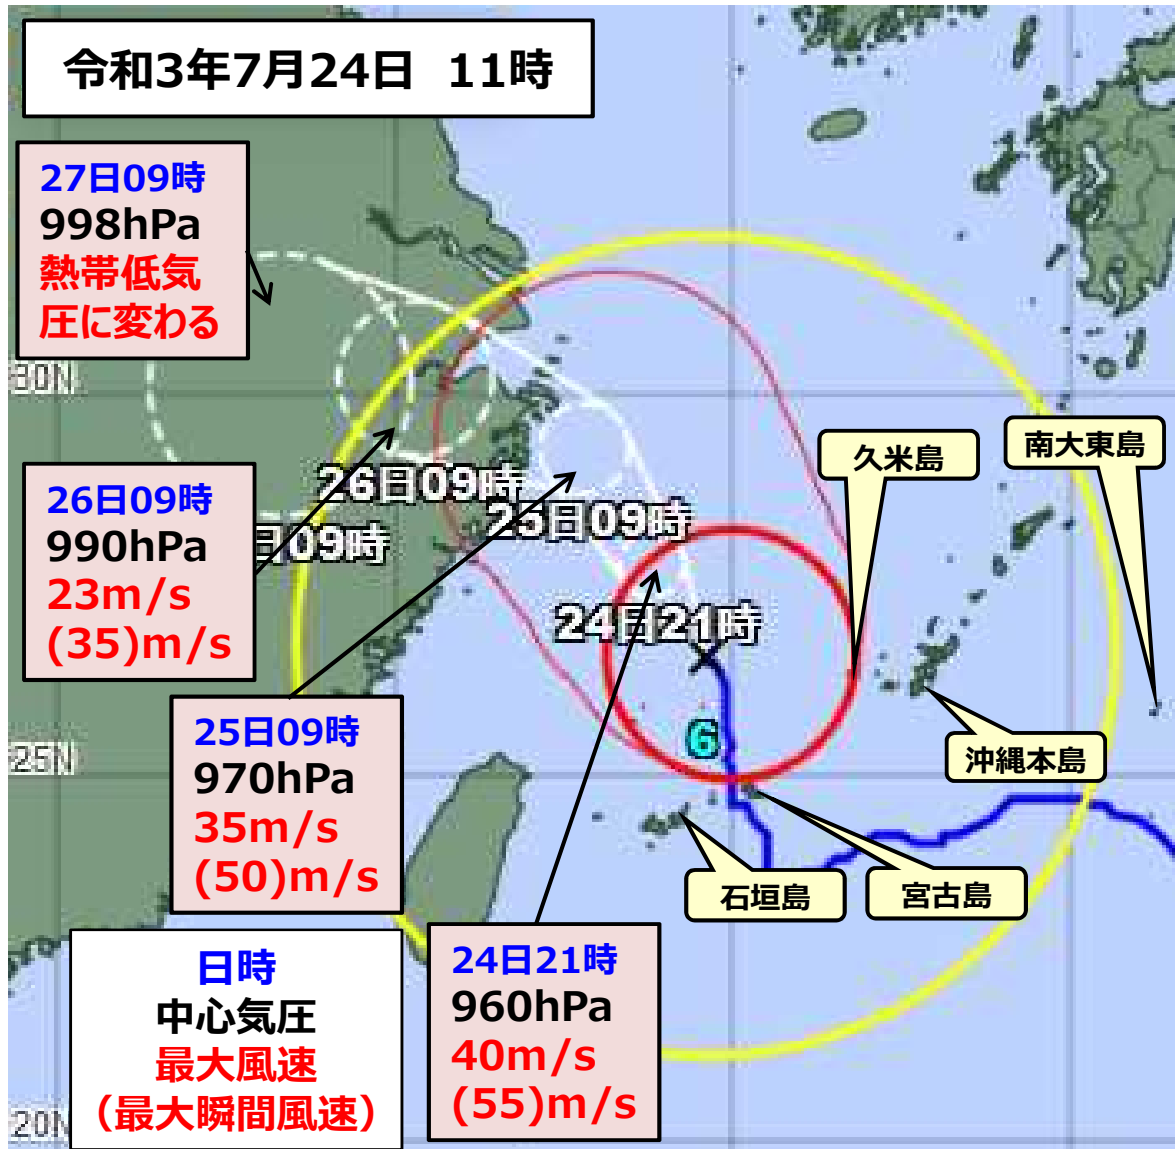 令和3年7月24日 11時
27日09時
998hPa
熱帯低気
圧に変わる
30N
久米島
南大東島
26日09時
990hPa
23m/s
(35)m/s
26日09時
25日09時
日09時
24日21時
6
25N
25日09時
970hPa
35m/s
(50)m/s
沖縄本島
石垣島
宮古島
日時
中心気圧
最大風速
(最大瞬間風速)
24日21時
960hPa
40m/s
(55)m/s
20N